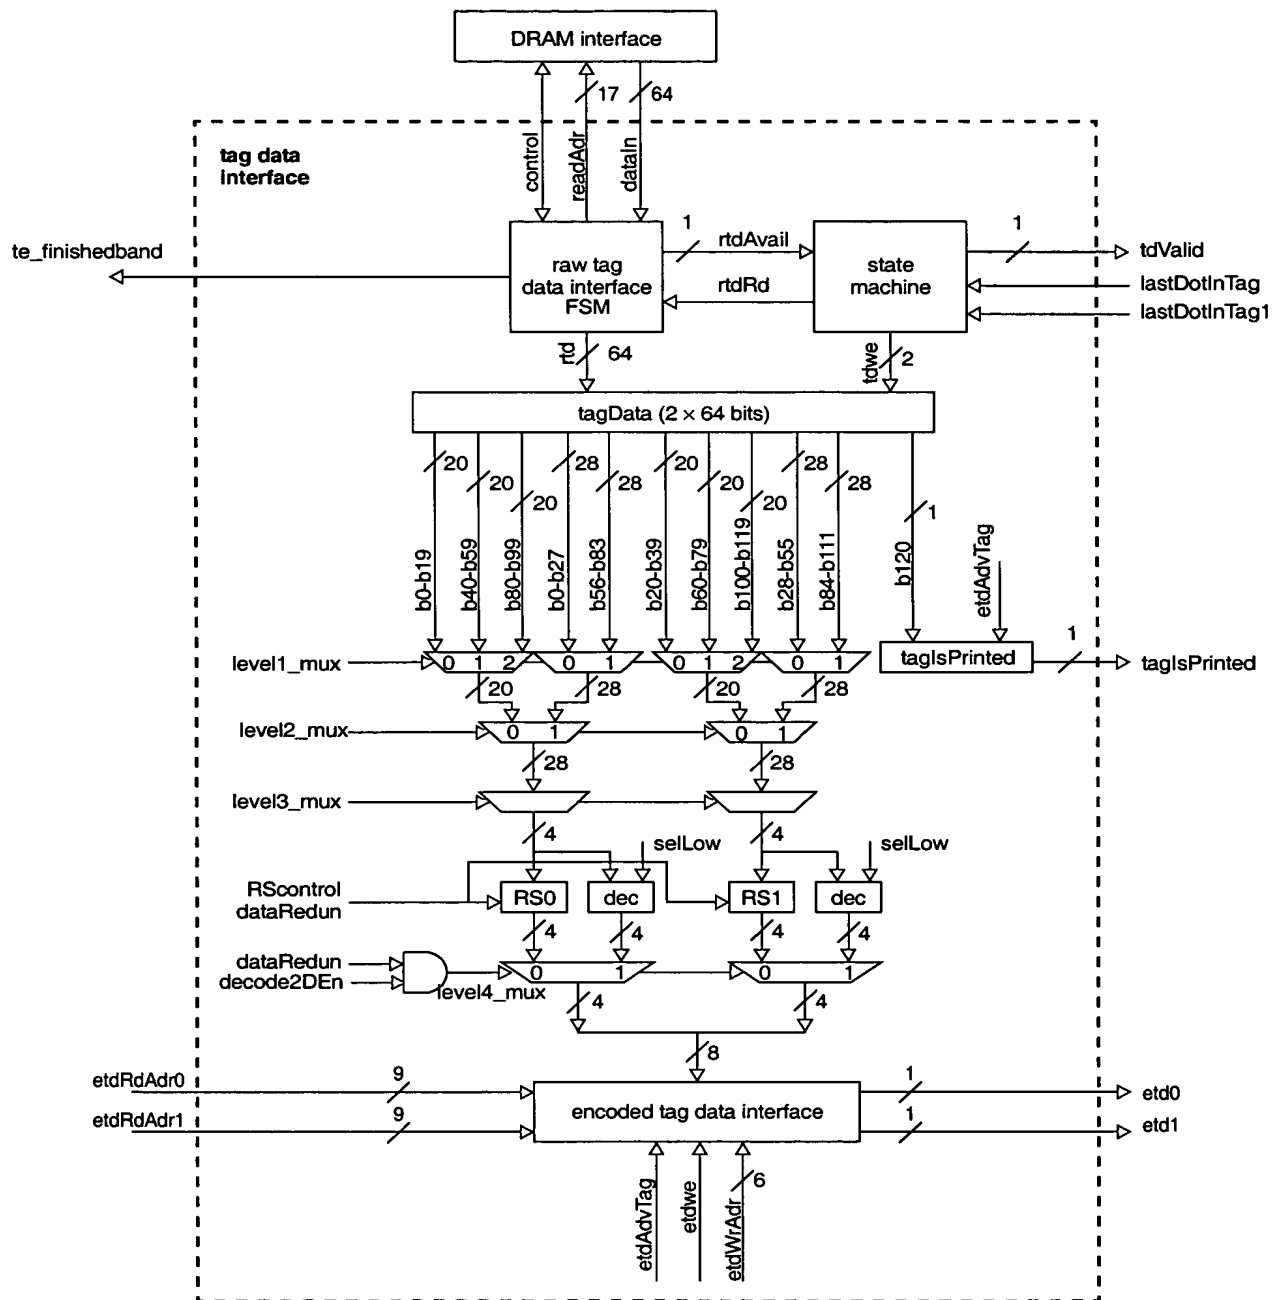 DRAM interface
17
64
tag data
interface
control
readAdr
dataIn
te_finishedband
raw tag
data interface
FSM
1
rtdAvail
rtdRd
state
machine
1
tdValid
lastDotInTag
lastDotInTag1
rtd
64
tdwe
2
tagData (2 × 64 bits)
20
20
20
28
28
20
20
20
28
28
1
b0-b19
b40-b59
b80-b99
b0-b27
b56-b83
b20-b39
b60-b79
b100-b119
b28-b55
b84-b111
b120
etdAdvTag
level1_mux
0 1 2
0 1
0 1 2
0 1
tagIsPrinted
1
tagIsPrinted
20
28
20
28
level2_mux
0 1
0 1
28
28
level3_mux
4
selLow
4
selLow
RScontrol
dataRedun
RS0
dec
RS1
dec
4
4
4
4
dataRedun
decode2DEn
level4_mux
0 1
0 1
4
4
8
etdRdAdr0
9
encoded tag data interface
1
etd0
etdRdAdr1
9
1
etd1
etdAdvTag
etdwe
etdWrAdr
6